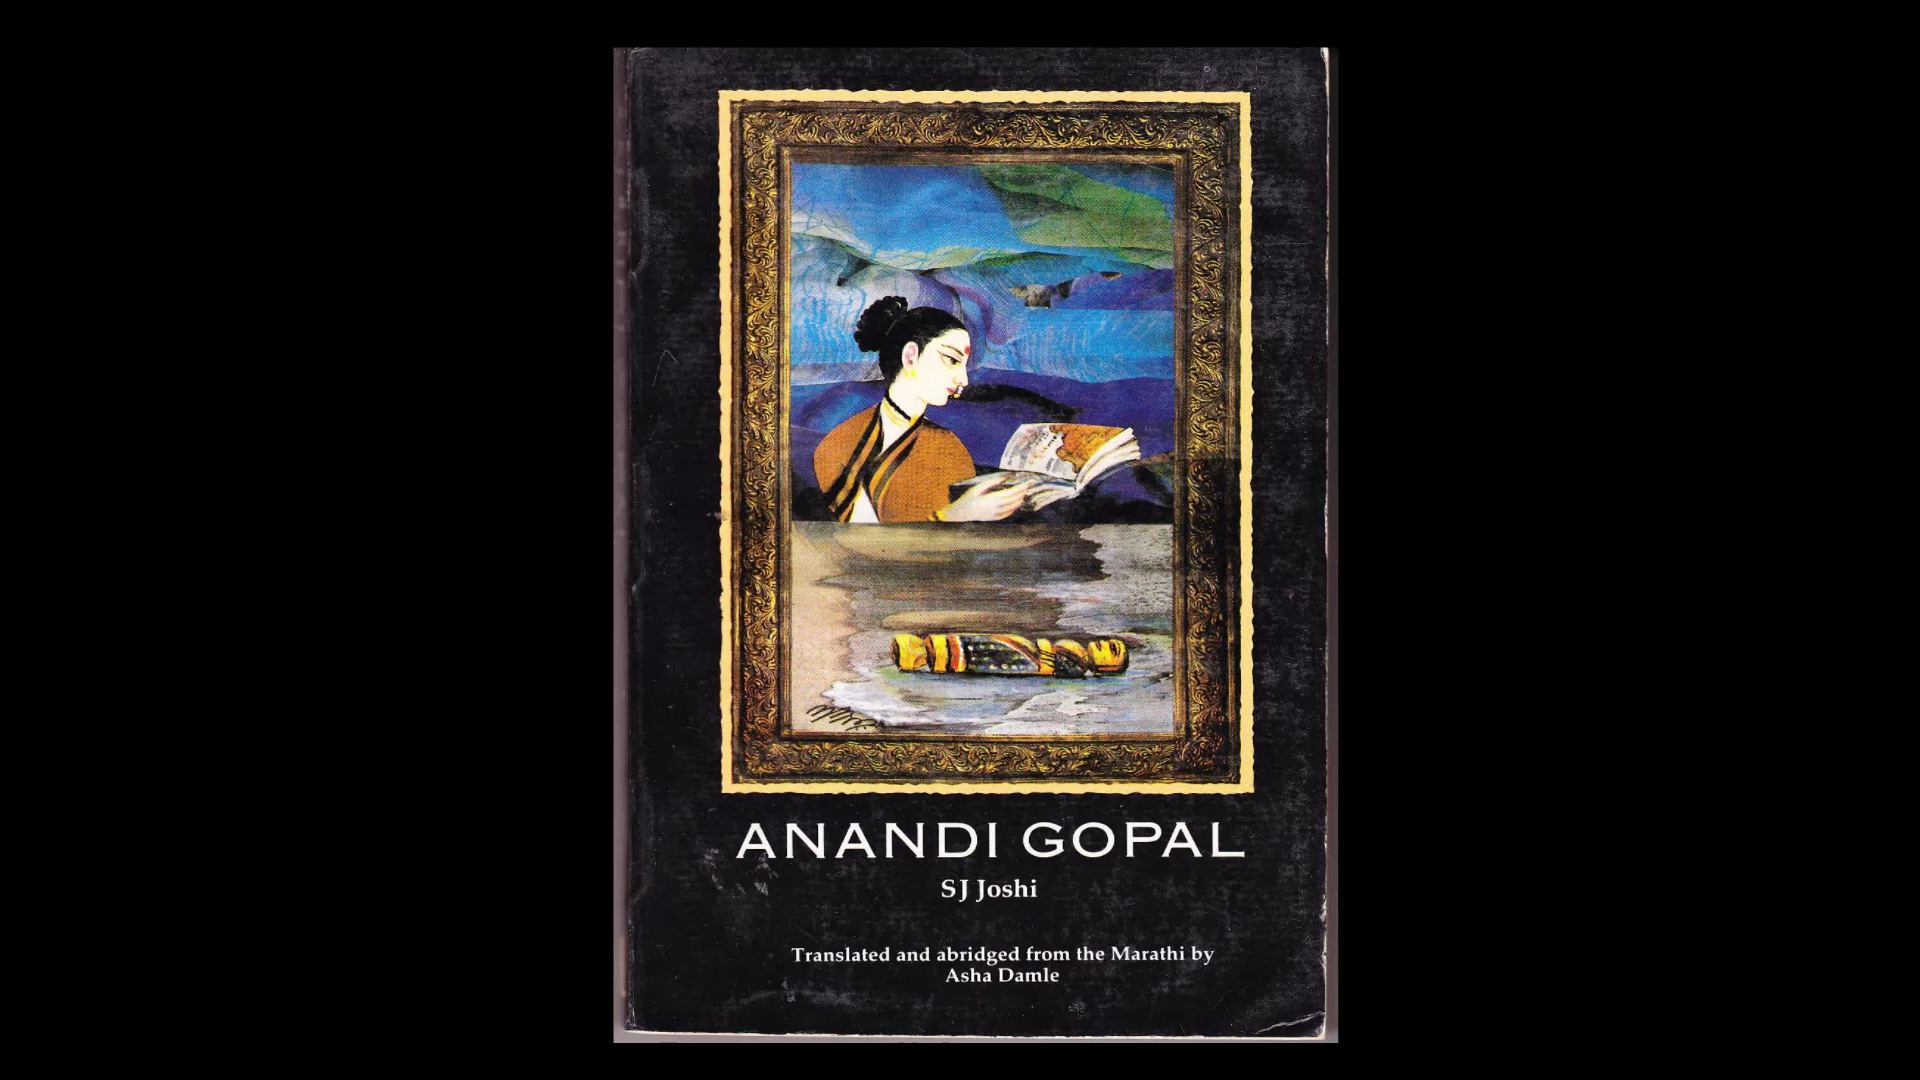 ANANDI GOPAL
SJ Joshi
Translated and abridged from the Marathi by
Asha Damle